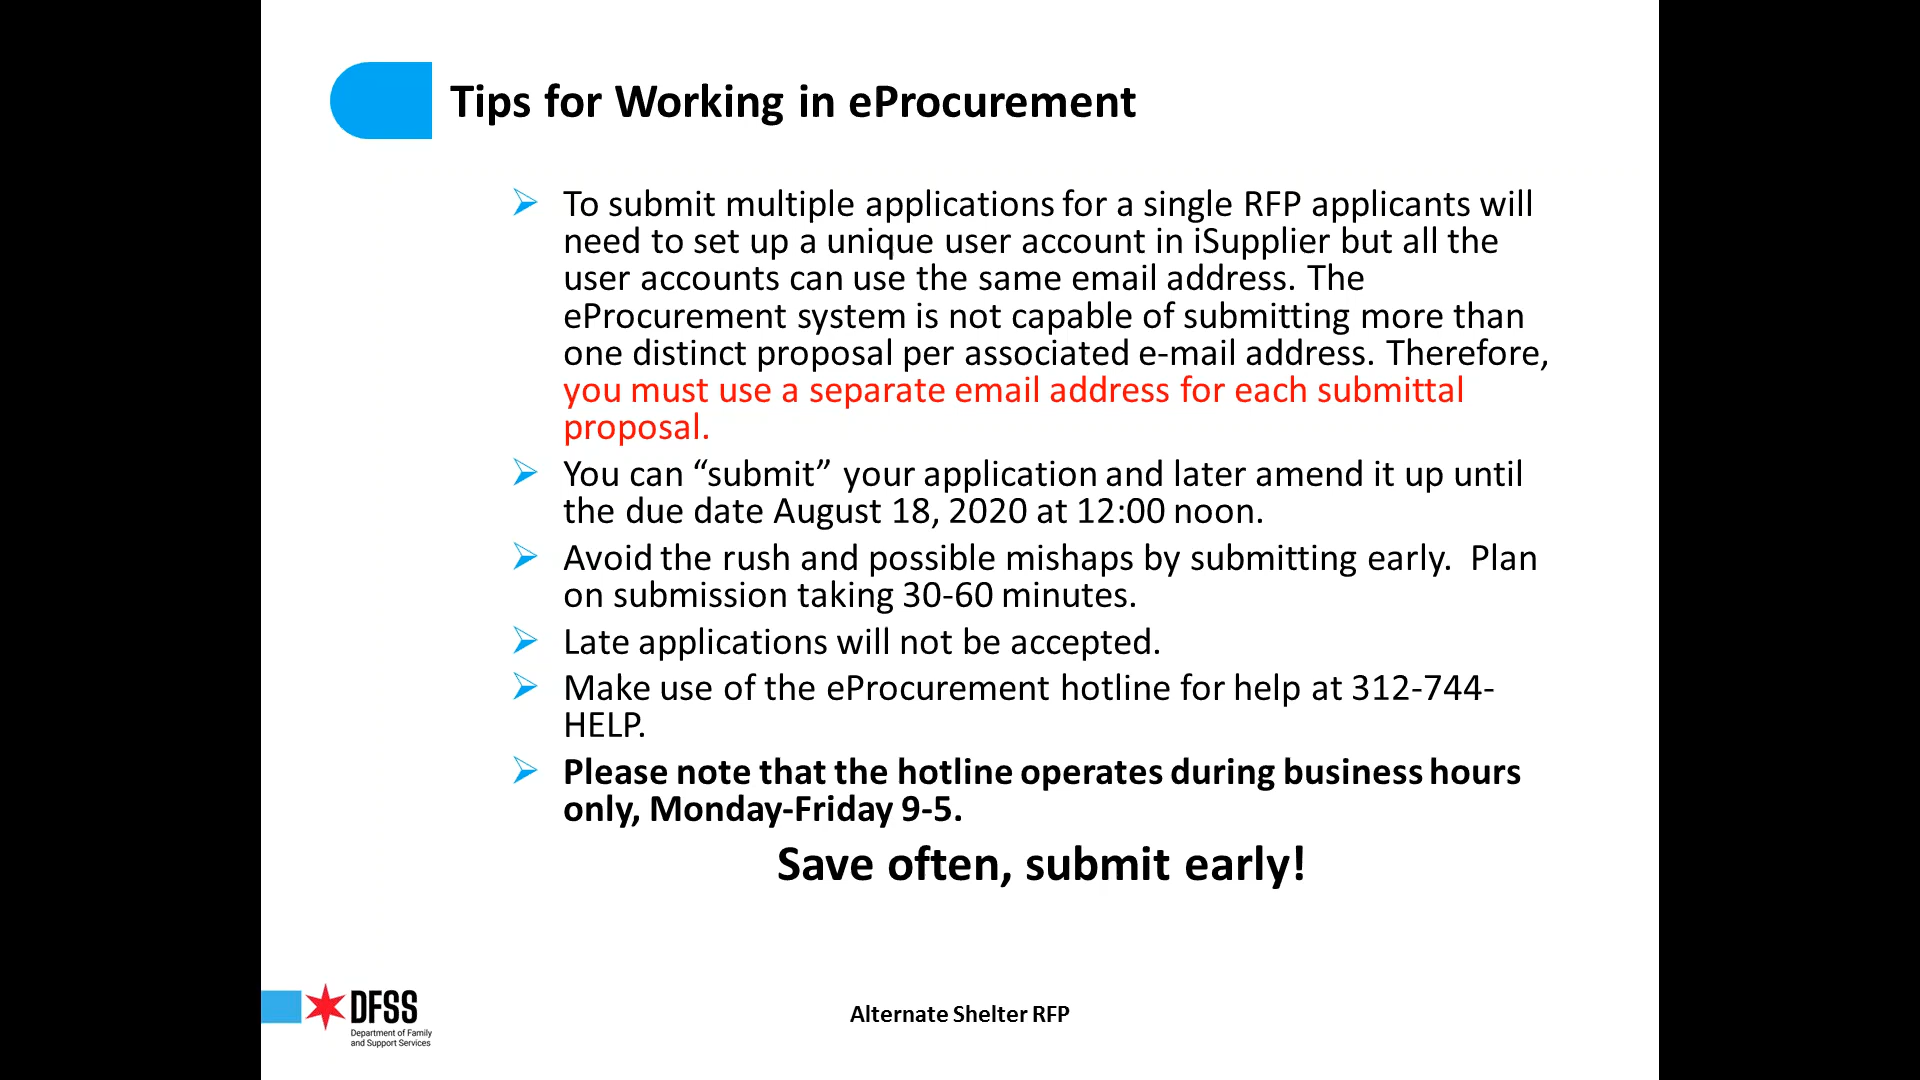 Tips for Working in eProcurement
To submit multiple applications for a single RFP applicants will
need to set up a unique user account in iSupplier but all the
user accounts can use the same email address. The
eProcurement system is not capable of submitting more than
one distinct proposal per associated e-mail address. Therefore,
you must use a separate email address for each submittal
proposal.
You can “submit” your application and later amend it up until
the due date August 18, 2020 at 12:00 noon.
Avoid the rush and possible mishaps by submitting early.  Plan
on submission taking 30-60 minutes.
Late applications will not be accepted.
Make use of the eProcurement hotline for help at 312-744-
HELP.
Please note that the hotline operates during business hours
only, Monday-Friday 9-5.
Save often, submit early!
DFSS
Department of Family
and Support Services
Alternate Shelter RFP